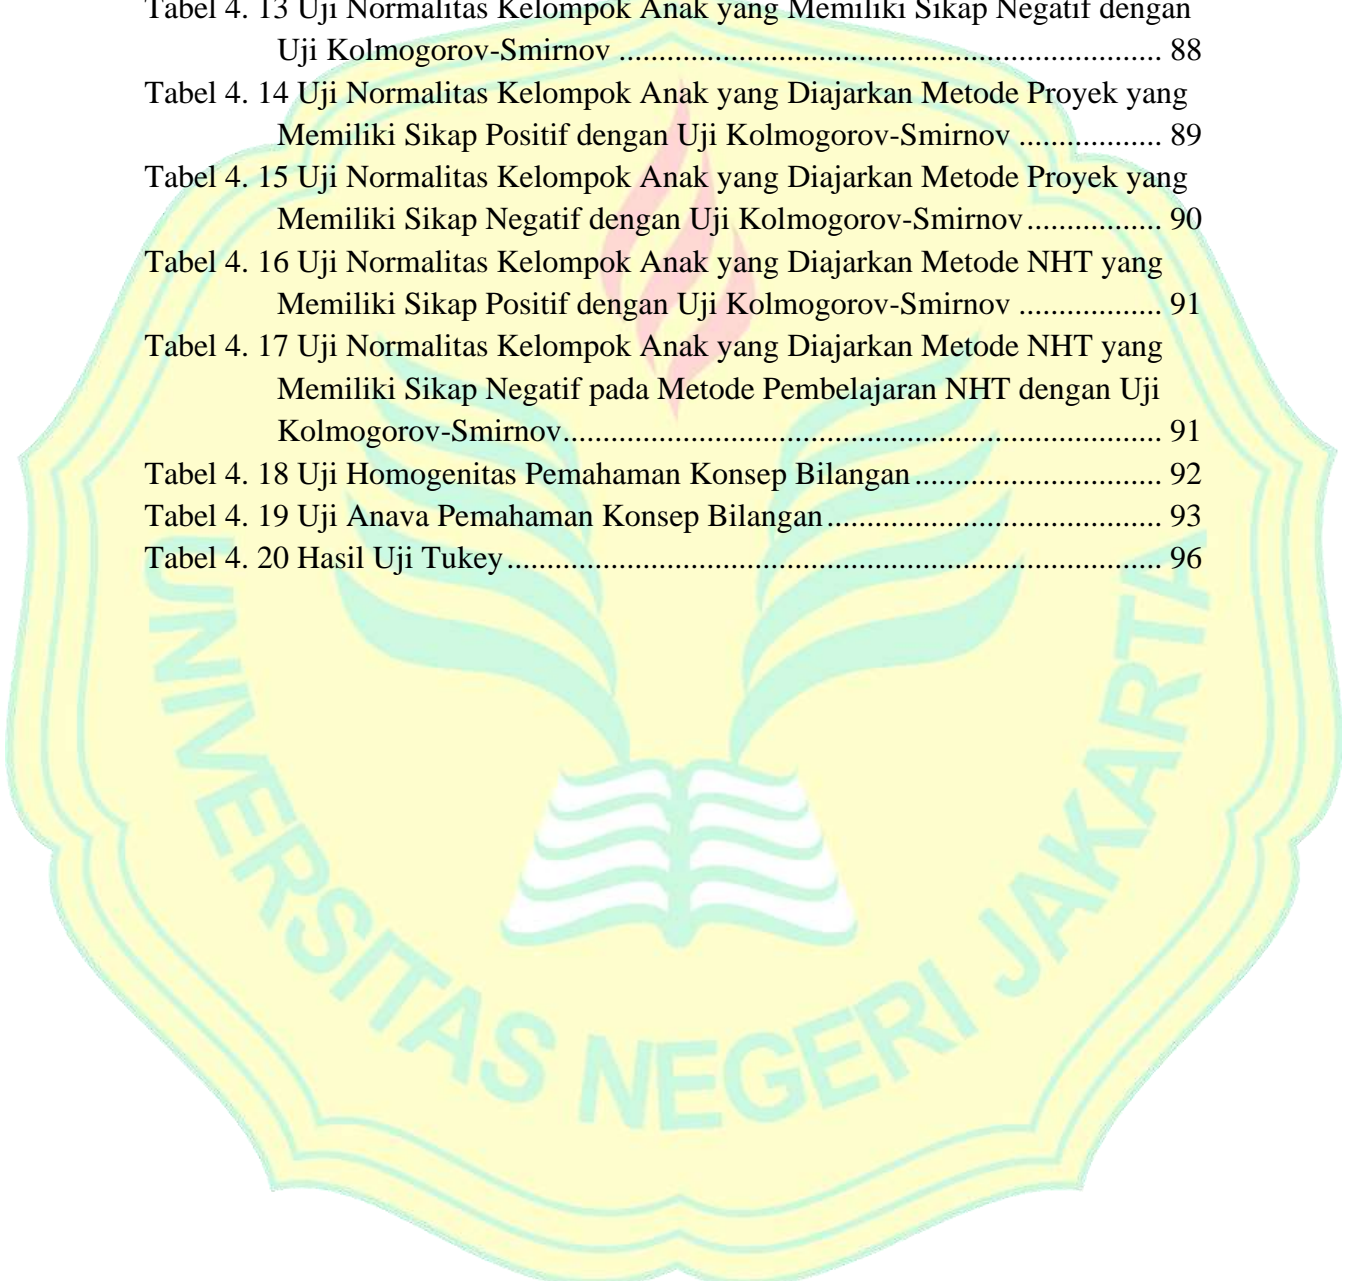 Tabel 4. 13 Uji Normalitas Kelompok Anak yang Memiliki Sikap Negatif dengan
Uji Kolmogorov-Smirnov .................................................................... 88
Tabel 4. 14 Uji Normalitas Kelompok Anak yang Diajarkan Metode Proyek yang
Memiliki Sikap Positif dengan Uji Kolmogorov-Smirnov .................. 89
Tabel 4. 15 Uji Normalitas Kelompok Anak yang Diajarkan Metode Proyek yang
Memiliki Sikap Negatif dengan Uji Kolmogorov-Smirnov ................. 90
Tabel 4. 16 Uji Normalitas Kelompok Anak yang Diajarkan Metode NHT yang
Memiliki Sikap Positif dengan Uji Kolmogorov-Smirnov .................. 91
Tabel 4. 17 Uji Normalitas Kelompok Anak yang Diajarkan Metode NHT yang
Memiliki Sikap Negatif pada Metode Pembelajaran NHT dengan Uji
Kolmogorov-Smirnov........................................................................... 91
Tabel 4. 18 Uji Homogenitas Pemahaman Konsep Bilangan ............................... 92
Tabel 4. 19 Uji Anava Pemahaman Konsep Bilangan .......................................... 93
Tabel 4. 20 Hasil Uji Tukey .................................................................................. 96
UNIVERSITAS NEGERI JAKARTA